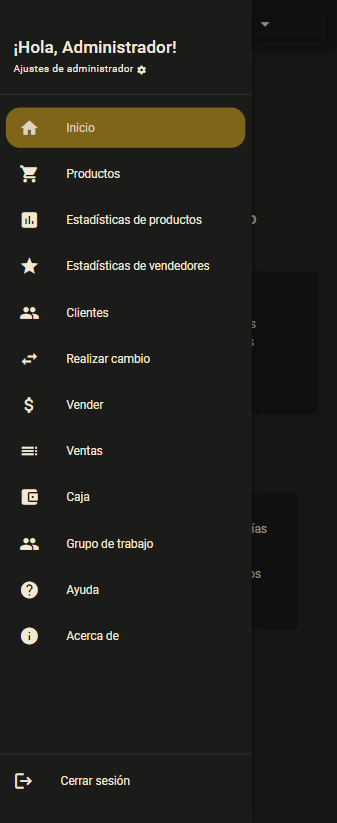 ¡Hola, Administrador!
Ajustes de administrador
Inicio
Productos
Estadísticas de productos
Estadísticas de vendedores
Clientes
Realizar cambio
Vender
Ventas
Caja
Grupo de trabajo
Ayuda
Acerca de
Cerrar sesión